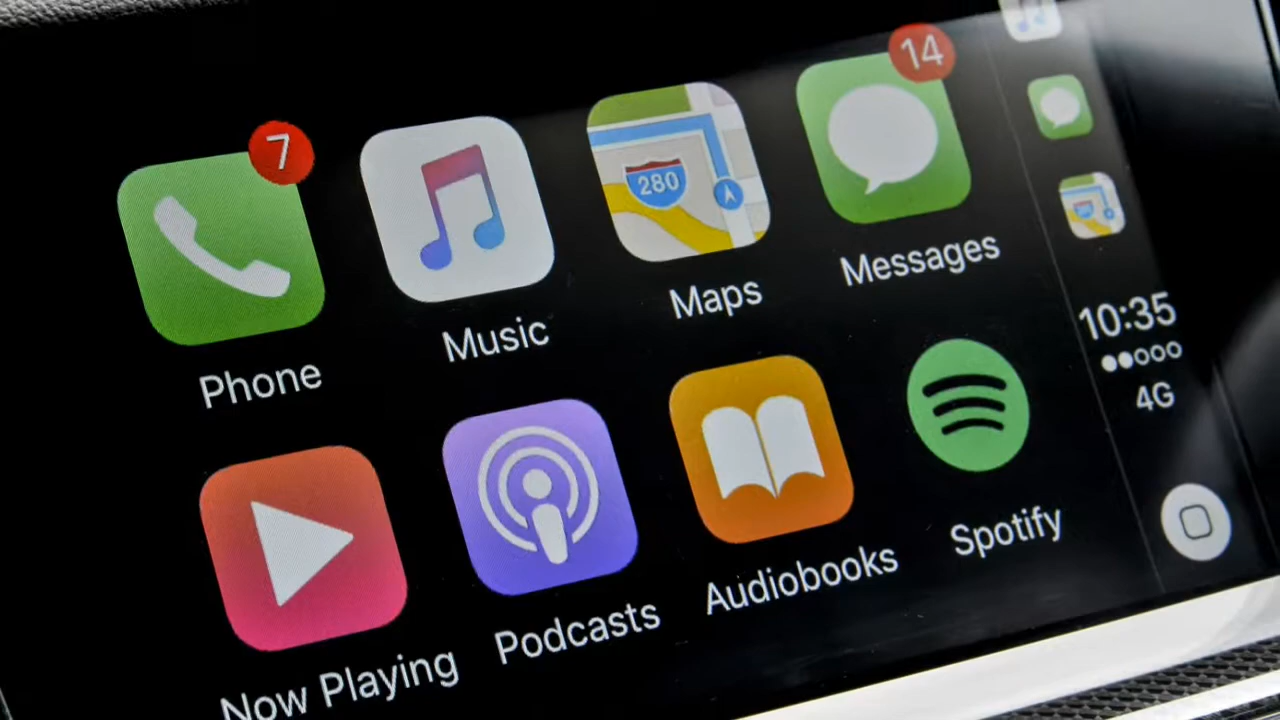 7
14
280
Phone
Music
Maps
Messages
Now Playing
Podcasts
Audiobooks
Spotify
10:35
4G